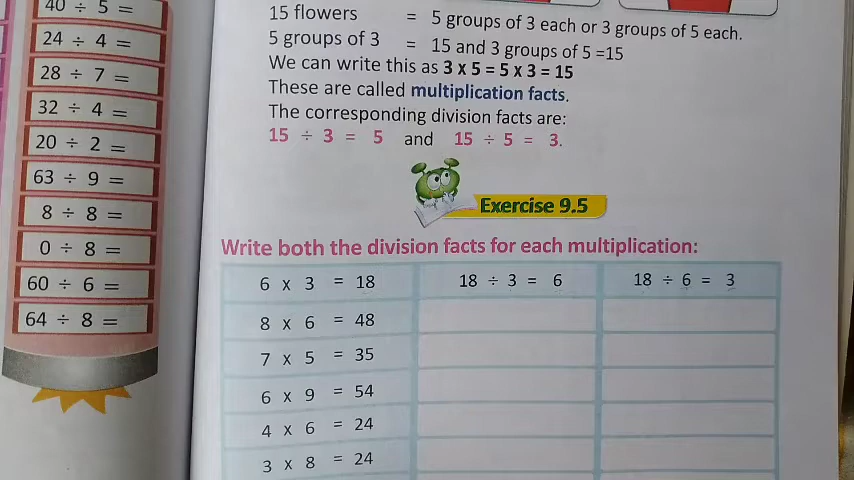 40 ÷ 5 =
24 ÷ 4 =
28 ÷ 7 =
32 ÷ 4 =
20 ÷ 2 =
63 ÷ 9 =
8 ÷ 8 =
0 ÷ 8 =
60 ÷ 6 =
64 ÷ 8 =
15 flowers = 5 groups of 3 each or 3 groups of 5 each.
5 groups of 3 = 15 and 3 groups of 5 =15
We can write this as 3 x 5 = 5 x 3 = 15
These are called multiplication facts.
The corresponding division facts are:
15 ÷ 3 = 5 and 15 ÷ 5 = 3.
Exercise 9.5
Write both the division facts for each multiplication:
6 x 3 = 18 18 ÷ 3 = 6 18 ÷ 6 = 3
8 x 6 = 48
7 x 5 = 35
6 x 9 = 54
4 x 6 = 24
3 x 8 = 24